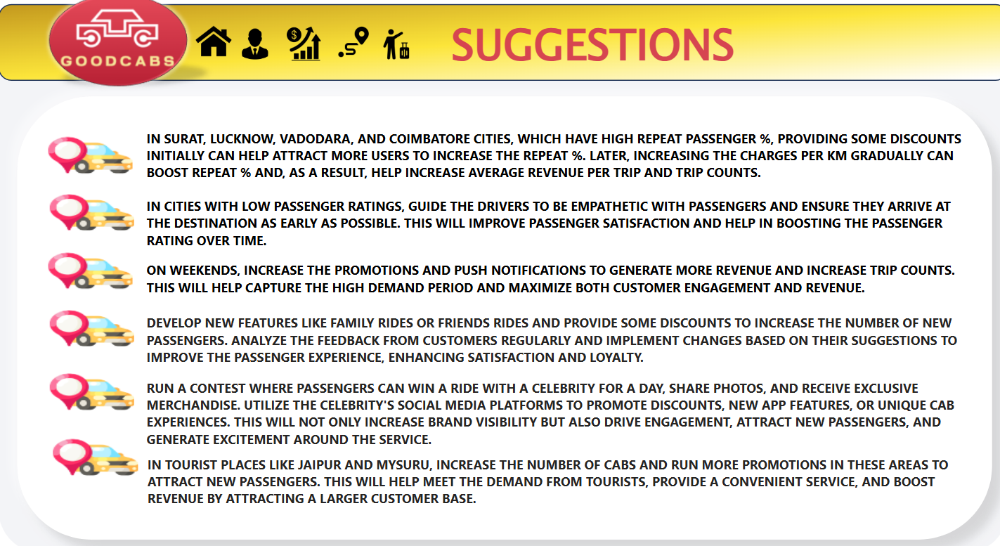 GOODCABS
SUGGESTIONS
IN SURAT, LUCKNOW, VADODARA, AND COIMBATORE CITIES, WHICH HAVE HIGH REPEAT PASSENGER %, PROVIDING SOME DISCOUNTS
INITIALLY CAN HELP ATTRACT MORE USERS TO INCREASE THE REPEAT %. LATER, INCREASING THE CHARGES PER KM GRADUALLY CAN
BOOST REPEAT % AND, AS A RESULT, HELP INCREASE AVERAGE REVENUE PER TRIP AND TRIP COUNTS.
IN CITIES WITH LOW PASSENGER RATINGS, GUIDE THE DRIVERS TO BE EMPATHETIC WITH PASSENGERS AND ENSURE THEY ARRIVE AT
THE DESTINATION AS EARLY AS POSSIBLE. THIS WILL IMPROVE PASSENGER SATISFACTION AND HELP IN BOOSTING THE PASSENGER
RATING OVER TIME.
ON WEEKENDS, INCREASE THE PROMOTIONS AND PUSH NOTIFICATIONS TO GENERATE MORE REVENUE AND INCREASE TRIP COUNTS.
THIS WILL HELP CAPTURE THE HIGH DEMAND PERIOD AND MAXIMIZE BOTH CUSTOMER ENGAGEMENT AND REVENUE.
DEVELOP NEW FEATURES LIKE FAMILY RIDES OR FRIENDS RIDES AND PROVIDE SOME DISCOUNTS TO INCREASE THE NUMBER OF NEW
PASSENGERS. ANALYZE THE FEEDBACK FROM CUSTOMERS REGULARLY AND IMPLEMENT CHANGES BASED ON THEIR SUGGESTIONS TO
IMPROVE THE PASSENGER EXPERIENCE, ENHANCING SATISFACTION AND LOYALTY.
RUN A CONTEST WHERE PASSENGERS CAN WIN A RIDE WITH A CELEBRITY FOR A DAY, SHARE PHOTOS, AND RECEIVE EXCLUSIVE
MERCHANDISE. UTILIZE THE CELEBRITY'S SOCIAL MEDIA PLATFORMS TO PROMOTE DISCOUNTS, NEW APP FEATURES, OR UNIQUE CAB
EXPERIENCES. THIS WILL NOT ONLY INCREASE BRAND VISIBILITY BUT ALSO DRIVE ENGAGEMENT, ATTRACT NEW PASSENGERS, AND
GENERATE EXCITEMENT AROUND THE SERVICE.
IN TOURIST PLACES LIKE JAIPUR AND MYSURU, INCREASE THE NUMBER OF CABS AND RUN MORE PROMOTIONS IN THESE AREAS TO
ATTRACT NEW PASSENGERS. THIS WILL HELP MEET THE DEMAND FROM TOURISTS, PROVIDE A CONVENIENT SERVICE, AND BOOST
REVENUE BY ATTRACTING A LARGER CUSTOMER BASE.